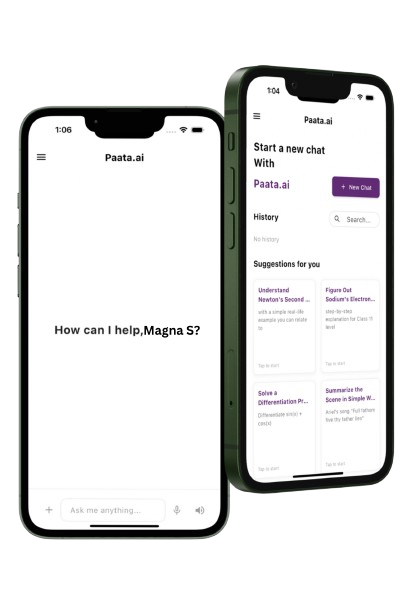 1:06
Paata.ai
How can I help,Magna S?
Ask me anything...
1:04
Paata.ai
Start a new chat
With
Paata.ai
+ New Chat
History
Search...
No history
Suggestions for you
Understand
Newton's Second ...
with a simple real-life
example you can relate
to
Tap to start
Figure Out
Sodium's Electron...
step-by-step
explanation for Class
level
Tap to start
Solve a
Differentiation Pr...
Differentiate sin(x) +
cos(x)
Tap to start
Summarize the
Scene in Simple W...
Ariel's song "Full fathom
five thy father lies"
Tap to start